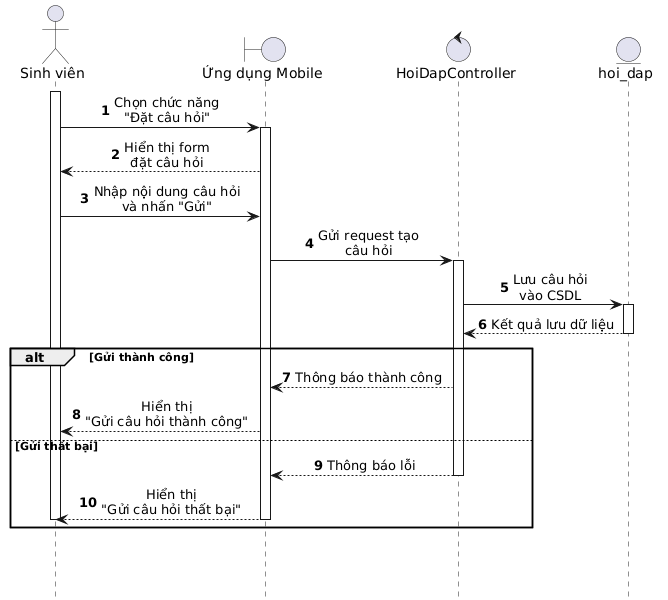 Sinh viên
Ứng dụng Mobile
HoiDapController
hoi_dap
1 Chọn chức năng
"Đặt câu hỏi"
2 Hiển thị form
đặt câu hỏi
3 Nhập nội dung câu hỏi
và nhấn "Gửi"
4 Gửi request tạo
câu hỏi
5 Lưu câu hỏi
vào CSDL
6 Kết quả lưu dữ liệu
alt [Gửi thành công]
7 Thông báo thành công
8 Hiển thị
"Gửi câu hỏi thành công"
[Gửi thất bại]
9 Thông báo lỗi
10 Hiển thị
"Gửi câu hỏi thất bại"